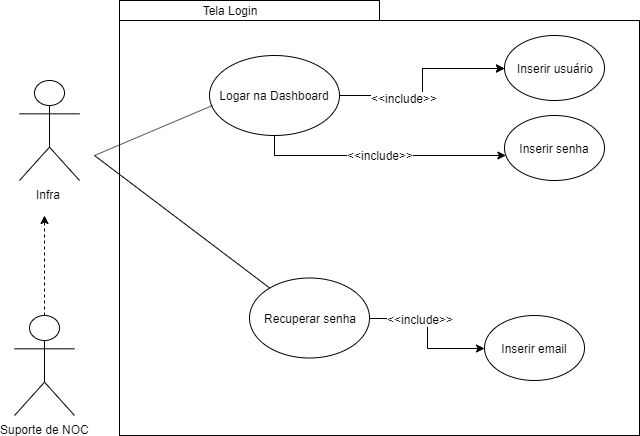 Tela Login
Logar na Dashboard
<<include>>
Inserir usuário
<<include>>
Inserir senha
Infra
Recuperar senha
<<include>>
Inserir email
Suporte de NOC